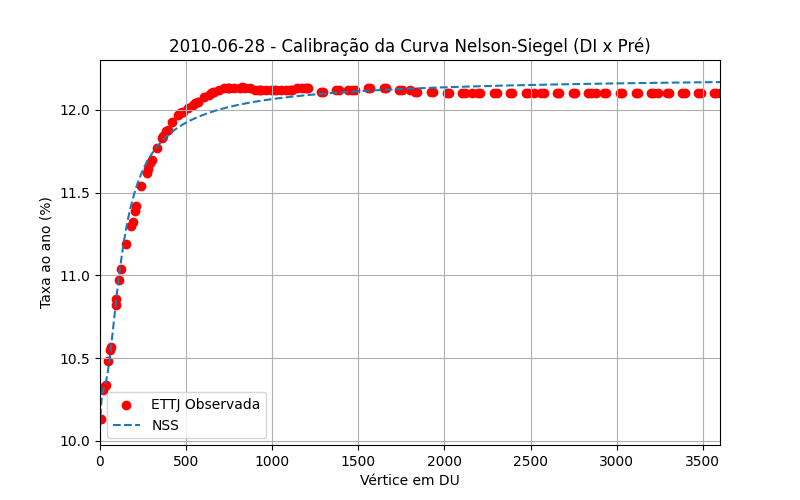 2010-06-28 - Calibração da Curva Nelson-Siegel (DI x Pré)
Taxa ao ano (%)
12.0
11.5
11.0
10.5
10.0
ETTJ Observada
NSS
0 500 1000 1500 2000 2500 3000 3500
Vértice em DU